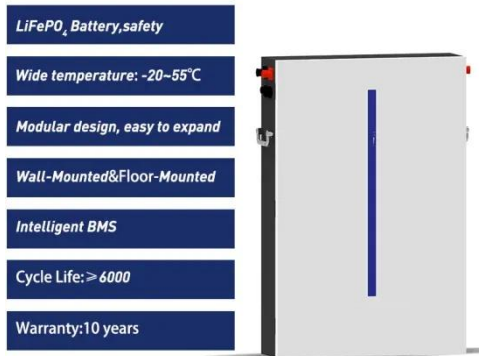 LiFePO₄ Battery,safety
Wide temperature: -20~55℃
Modular design, easy to expand
Wall-Mounted&Floor-Mounted
Intelligent BMS
Cycle Life:≥6000
Warranty:10 years